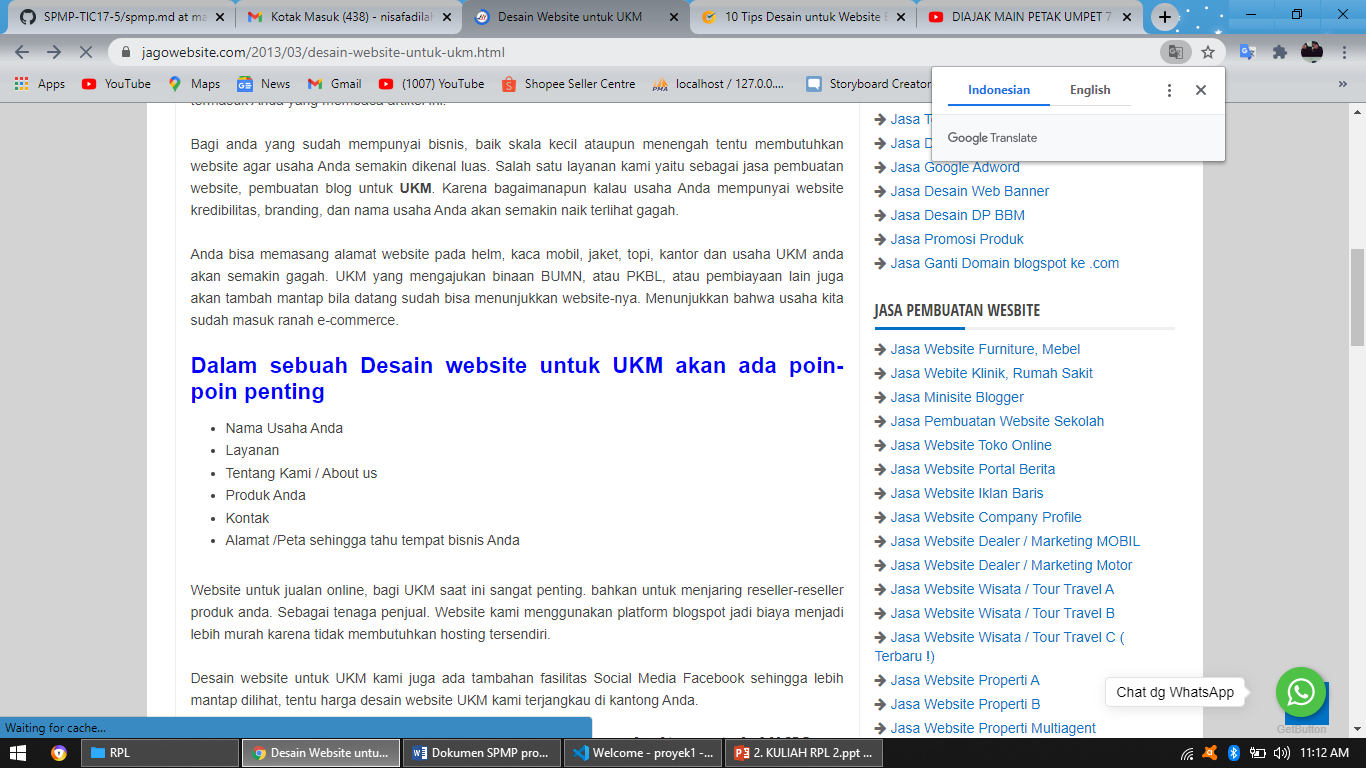 SPMP-TIC17-5/spmp.md at ma
Kotak Masuk (438) - nisafadilah
Desain Website untuk UKM
10 Tips Desain untuk Website B
DIAJAK MAIN PETAK UMPET 7
jagowebsite.com/2013/03/desain-website-untuk-ukm.html
Apps
YouTube
Maps
News
Gmail
(1007) YouTube
Shopee Seller Centre
localhost / 127.0.0....
Storyboard Creator
»
Indonesian
English
Google Translate
termasuk Anda yang membaca artikel ini.
Bagi anda yang sudah mempunyai bisnis, baik skala kecil ataupun menengah tentu membutuhkan
website agar usaha Anda semakin dikenal luas. Salah satu layanan kami yaitu sebagai jasa pembuatan
website, pembuatan blog untuk UKM. Karena bagaimanapun kalau usaha Anda mempunyai website
kredibilitas, branding, dan nama usaha Anda akan semakin naik terlihat gagah.
Anda bisa memasang alamat website pada helm, kaca mobil, jaket, topi, kantor dan usaha UKM anda
akan semakin gagah. UKM yang mengajukan binaan BUMN, atau PKBL, atau pembiayaan lain juga
akan tambah mantap bila datang sudah bisa menunjukkan website-nya. Menunjukkan bahwa usaha kita
sudah masuk ranah e-commerce.
Dalam sebuah Desain website untuk UKM akan ada poin-
poin penting
Nama Usaha Anda
Layanan
Tentang Kami / About us
Produk Anda
Kontak
Alamat /Peta sehingga tahu tempat bisnis Anda
Website untuk jualan online, bagi UKM saat ini sangat penting. bahkan untuk menjaring reseller-reseller
produk anda. Sebagai tenaga penjual. Website kami menggunakan platform blogspot jadi biaya menjadi
lebih murah karena tidak membutuhkan hosting tersendiri.
Desain website untuk UKM kami juga ada tambahan fasilitas Social Media Facebook sehingga lebih
mantap dilihat, tentu harga desain website UKM kami terjangkau di kantong Anda.
Jasa
Jasa
Jasa Google Adword
Jasa Desain Web Banner
Jasa Desain DP BBM
Jasa Promosi Produk
Jasa Ganti Domain blogspot ke .com
JASA PEMBUATAN WESBITE
Jasa Website Furniture, Mebel
Jasa Webite Klinik, Rumah Sakit
Jasa Minisite Blogger
Jasa Pembuatan Website Sekolah
Jasa Website Toko Online
Jasa Website Portal Berita
Jasa Website Iklan Baris
Jasa Website Company Profile
Jasa Website Dealer / Marketing MOBIL
Jasa Website Dealer / Marketing Motor
Jasa Website Wisata / Tour Travel A
Jasa Website Wisata / Tour Travel B
Jasa Website Wisata / Tour Travel C (
Terbaru !)
Jasa Website Properti A
Jasa Website Properti B
Jasa Website Properti Multiagent
Chat dg WhatsApp
GetButton
Waiting for cache...
RPL
Desain Website untu...
Dokumen SPMP pro...
Welcome - proyek1 -...
2. KULIAH RPL 2.ppt ...
11:12 AM